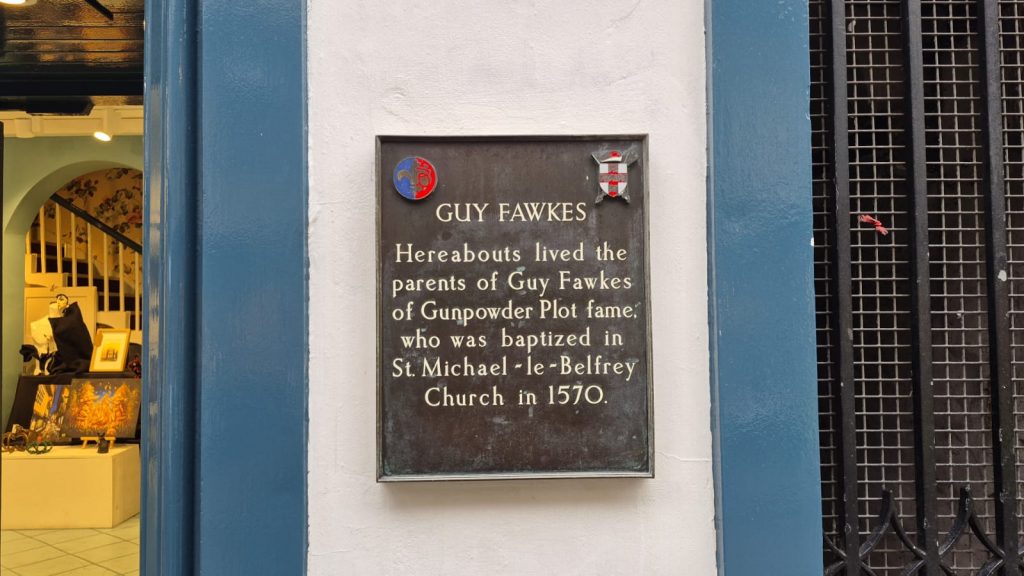 GUY FAWKES
Hereabouts lived the
parents of Guy Fawkes
of Gunpowder Plot fame,
who was baptized in
St. Michael-le-Belfrey
Church in 1570.